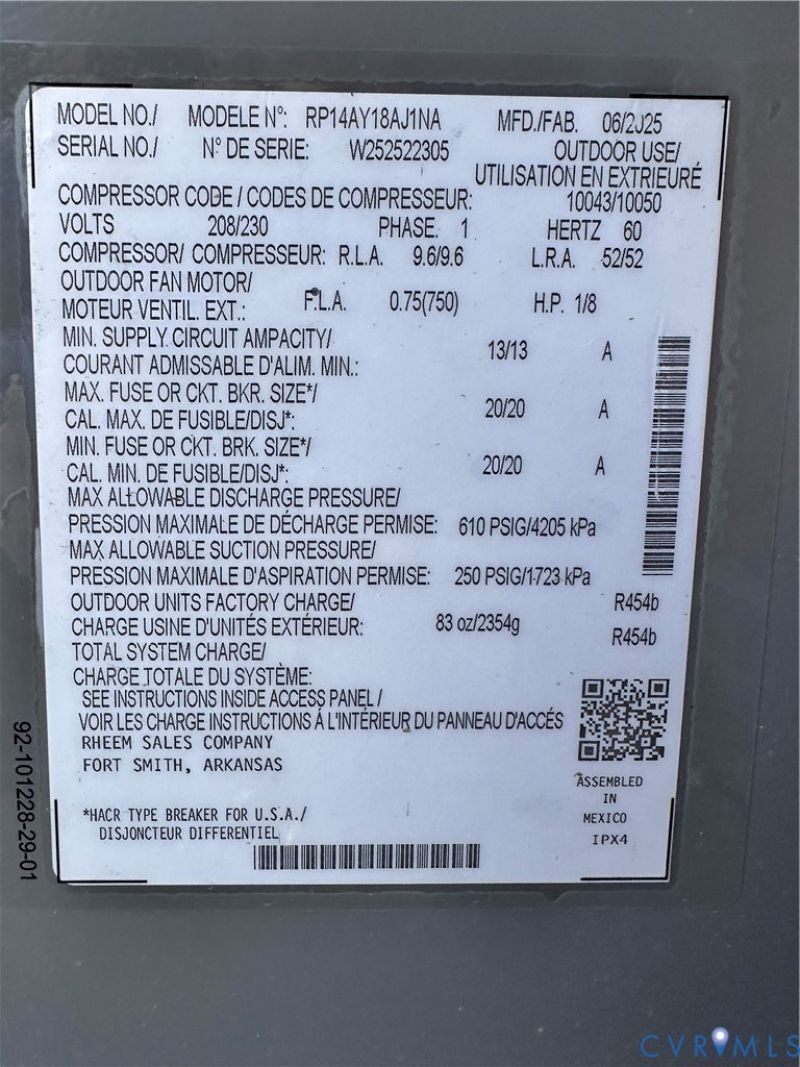 MODEL NO./ MODELE N°: RP14AY18AJ1NA MFD./FAB. 06/2025
SERIAL NO./ N° DE SERIE: W252522305 OUTDOOR USE/
UTILISATION EN EXTRIEURÉ
COMPRESSOR CODE / CODES DE COMPRESSEUR: 10043/10050
VOLTS 208/230 PHASE. 1 HERTZ 60
COMPRESSOR/ COMPRESSEUR: R.L.A. 9.6/9.6 L.R.A. 52/52
OUTDOOR FAN MOTOR/
MOTEUR VENTIL. EXT.: F.L.A. 0.75(750) H.P. 1/8
MIN. SUPPLY CIRCUIT AMPACITY/
COURANT ADMISSABLE D'ALIM. MIN.: 13/13 A
MAX. FUSE OR CKT. BKR. SIZE*/
CAL. MAX. DE FUSIBLE/DISJ*: 20/20 A
MIN. FUSE OR CKT. BRK. SIZE*/
CAL. MIN. DE FUSIBLE/DISJ*: 20/20 A
MAX ALLOWABLE DISCHARGE PRESSURE/
PRESSION MAXIMALE DE DÉCHARGE PERMISE: 610 PSIG/4205 kPa
MAX ALLOWABLE SUCTION PRESSURE/
PRESSION MAXIMALE D'ASPIRATION PERMISE: 250 PSIG/1723 kPa
OUTDOOR UNITS FACTORY CHARGE/ R454b
CHARGE USINE D'UNITÉS EXTÉRIEUR: 83 oz/2354g
TOTAL SYSTEM CHARGE/ R454b
CHARGE TOTALE DU SYSTÈME:
SEE INSTRUCTIONS INSIDE ACCESS PANEL /
VOIR LES CHARGE INSTRUCTIONS À L'INTÉRIEUR DU PANNEAU D'ACCÉS
RHEEM SALES COMPANY
FORT SMITH, ARKANSAS
ASSEMBLED
IN
MEXICO
IPX4
*HACR TYPE BREAKER FOR U.S.A./
DISJONCTEUR DIFFERENTIEL
92-101228-29-01
CVRMLS